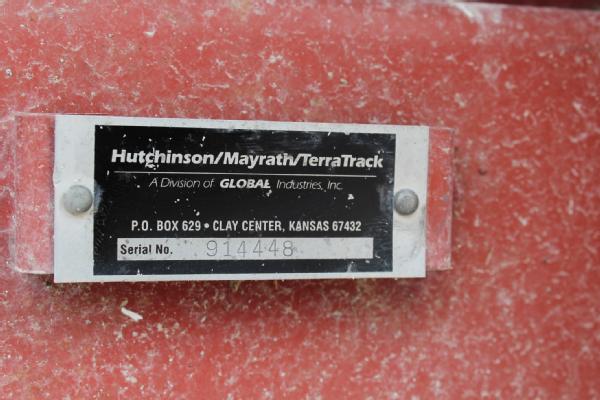 Hutchinson/Mayrath/TerraTrack
A Division of GLOBAL Industries, Inc.
P.O. BOX 629 • CLAY CENTER, KANSAS 67432
Serial No. 914448